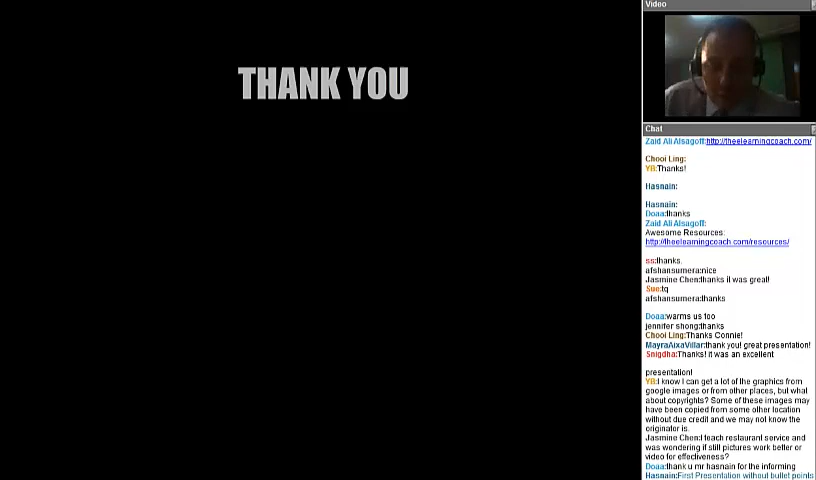 Video
THANK YOU
Chat
Zaid Ali Alsagoff:http://theelearningcoach.com/
Chooi Ling:
YB:Thanks!
Hasnain:
Hasnain:
Doaa:thanks
Zaid Ali Alsagoff:
Awesome Resources:
http://theelearningcoach.com/resources/
ss:thanks.
afshansumera:nice
Jasmine Chen:thanks it was great!
Sue:tq
afshansumera:thanks
Doaa:warms us too
jennifer shong:thanks
Chooi Ling:Thanks Connie!
MayraAixaVillar:thank you! great presentation!
Snigdha:Thanks! it was an excellent
presentation!
YB:I know I can get a lot of the graphics from
google images or from other places, but what
about copyrights? Some of these images may
have been copied from some other location
without due credit and we may not know the
originator is.
Jasmine Chen:I teach restaurant service and
was wondering if still pictures work better or
video for effectiveness?
Doaa:thank u mr hasnain for the informing
Hasnain:First Presentation without bullet points